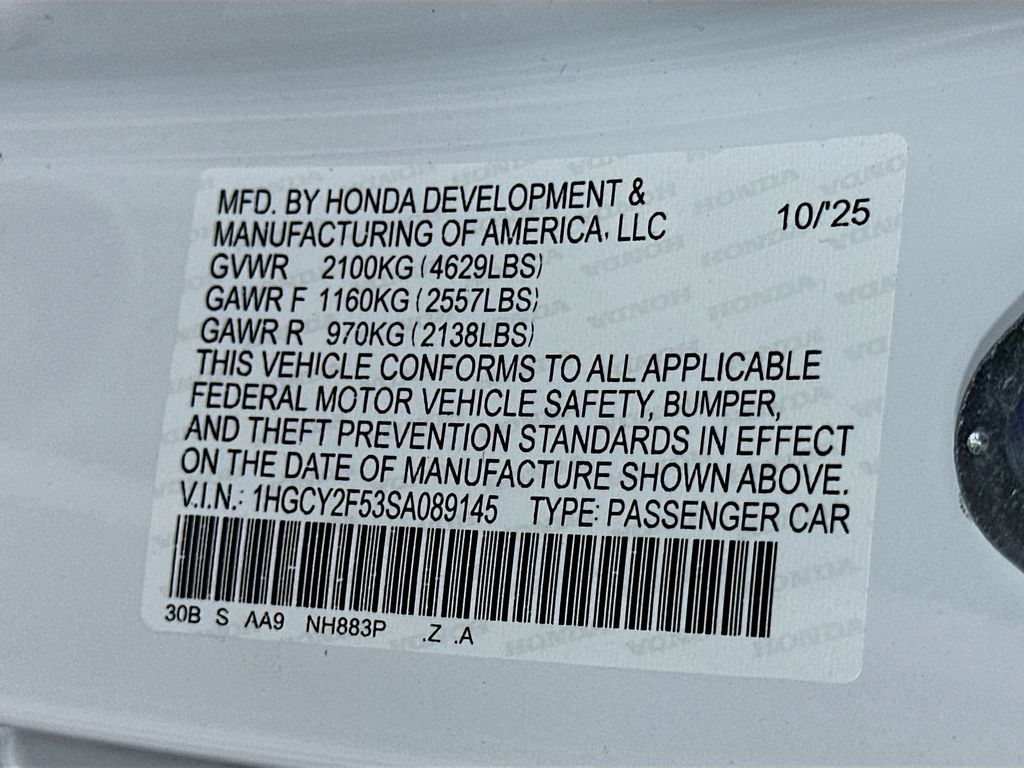 MFD. BY HONDA DEVELOPMENT &
MANUFACTURING OF AMERICA, LLC 10/'25
GVWR 2100KG (4629LBS)
GAWR F 1160KG (2557LBS)
GAWR R 970KG (2138LBS)
THIS VEHICLE CONFORMS TO ALL APPLICABLE
FEDERAL MOTOR VEHICLE SAFETY, BUMPER,
AND THEFT PREVENTION STANDARDS IN EFFECT
ON THE DATE OF MANUFACTURE SHOWN ABOVE.
V.I.N.: 1HGCY2F53SA089145 TYPE: PASSENGER CAR
30B S AA9 NH883P .Z .A